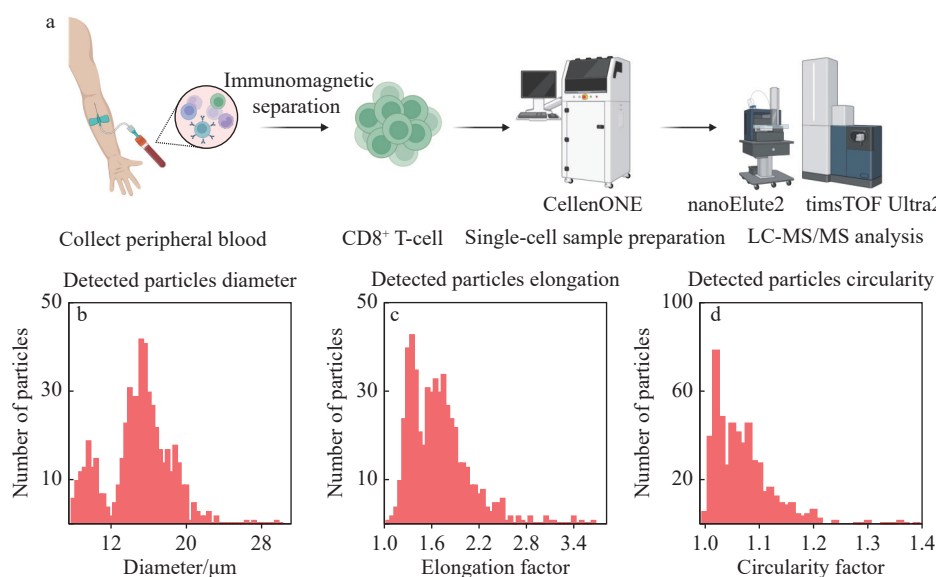 a
Immunomagnetic
separation
CellenONE
nanoElute2
timsTOF Ultra2
Collect peripheral blood
CD8⁺ T-cell
Single-cell sample preparation
LC-MS/MS analysis
Detected particles diameter
b
50
30
10
Number of particles
12
20
28
Diameter/μm
Detected particles elongation
c
50
30
10
Number of particles
1.0
1.6
2.2
2.8
3.4
Elongation factor
Detected particles circularity
d
100
60
20
Number of particles
1.0
1.1
1.2
1.3
1.4
Circularity factor